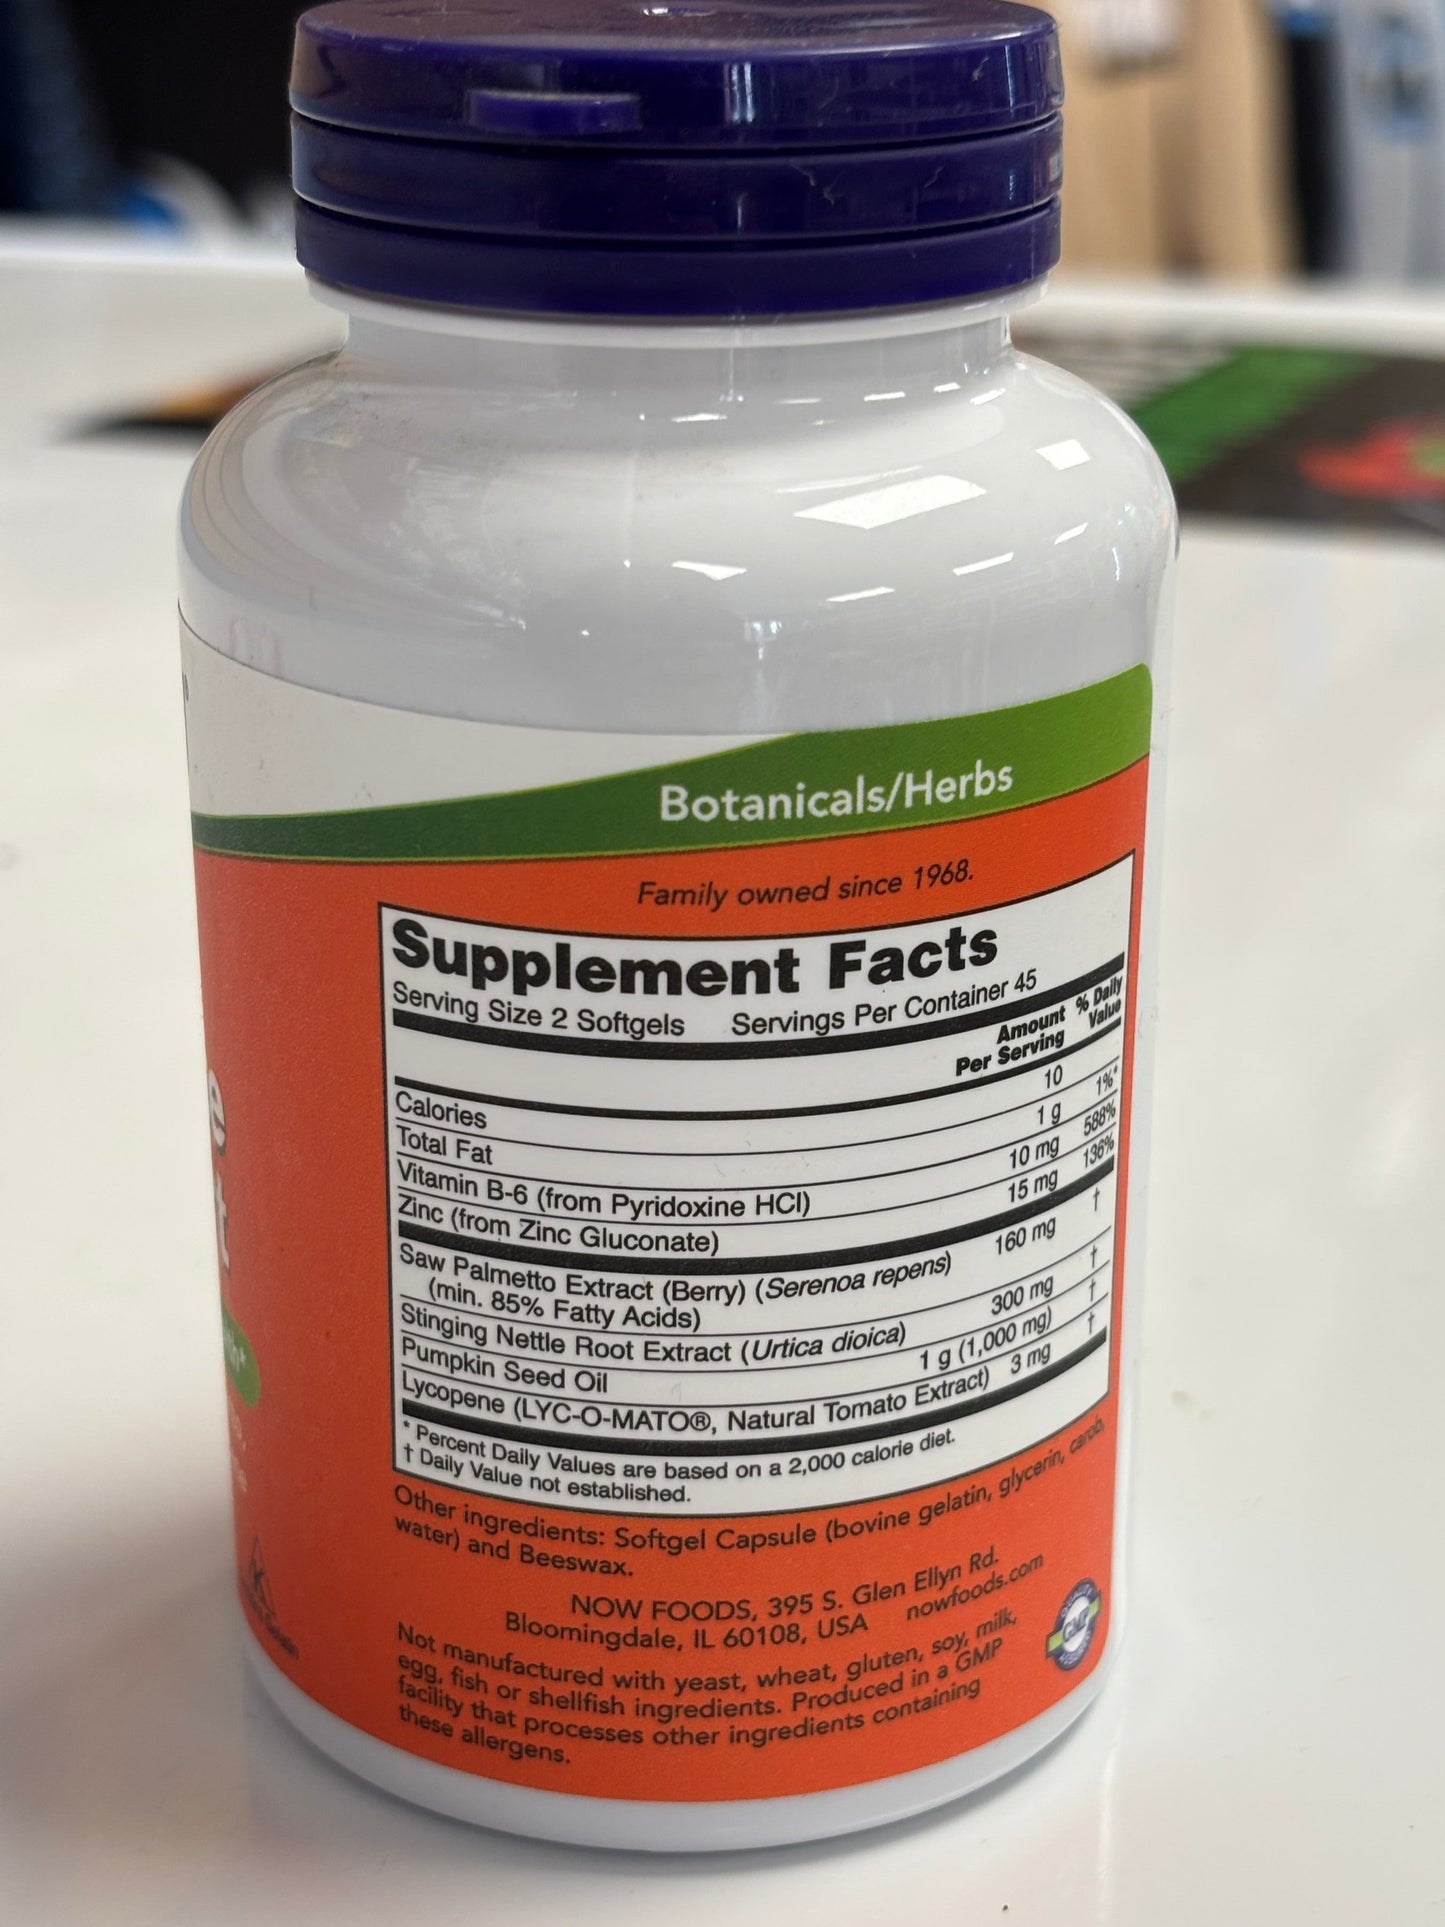 Botanicals/Herbs
Family owned since 1968.
Supplement Facts
Serving Size 2 Softgels Servings Per Container 45
Amount Per Serving % Daily Value
Calories 10
Total Fat 1 g 1%*
Vitamin B-6 (from Pyridoxine HCl) 10 mg 588%
Zinc (from Zinc Gluconate) 15 mg 136%
Saw Palmetto Extract (Berry) (Serenoa repens) 160 mg †
(min. 85% Fatty Acids)
Stinging Nettle Root Extract (Urtica dioica) 300 mg †
Pumpkin Seed Oil 1 g (1,000 mg) †
Lycopene (LYC-O-MATO®, Natural Tomato Extract) 3 mg †
* Percent Daily Values are based on a 2,000 calorie diet.
† Daily Value not established.
Other ingredients: Softgel Capsule (bovine gelatin, glycerin, carob,
water) and Beeswax.
NOW FOODS, 395 S. Glen Ellyn Rd.
Bloomingdale, IL 60108, USA nowfoods.com
Not manufactured with yeast, wheat, gluten, soy, milk,
egg, fish or shellfish ingredients. Produced in a GMP
facility that processes other ingredients containing
these allergens.
QUALITY
GMP